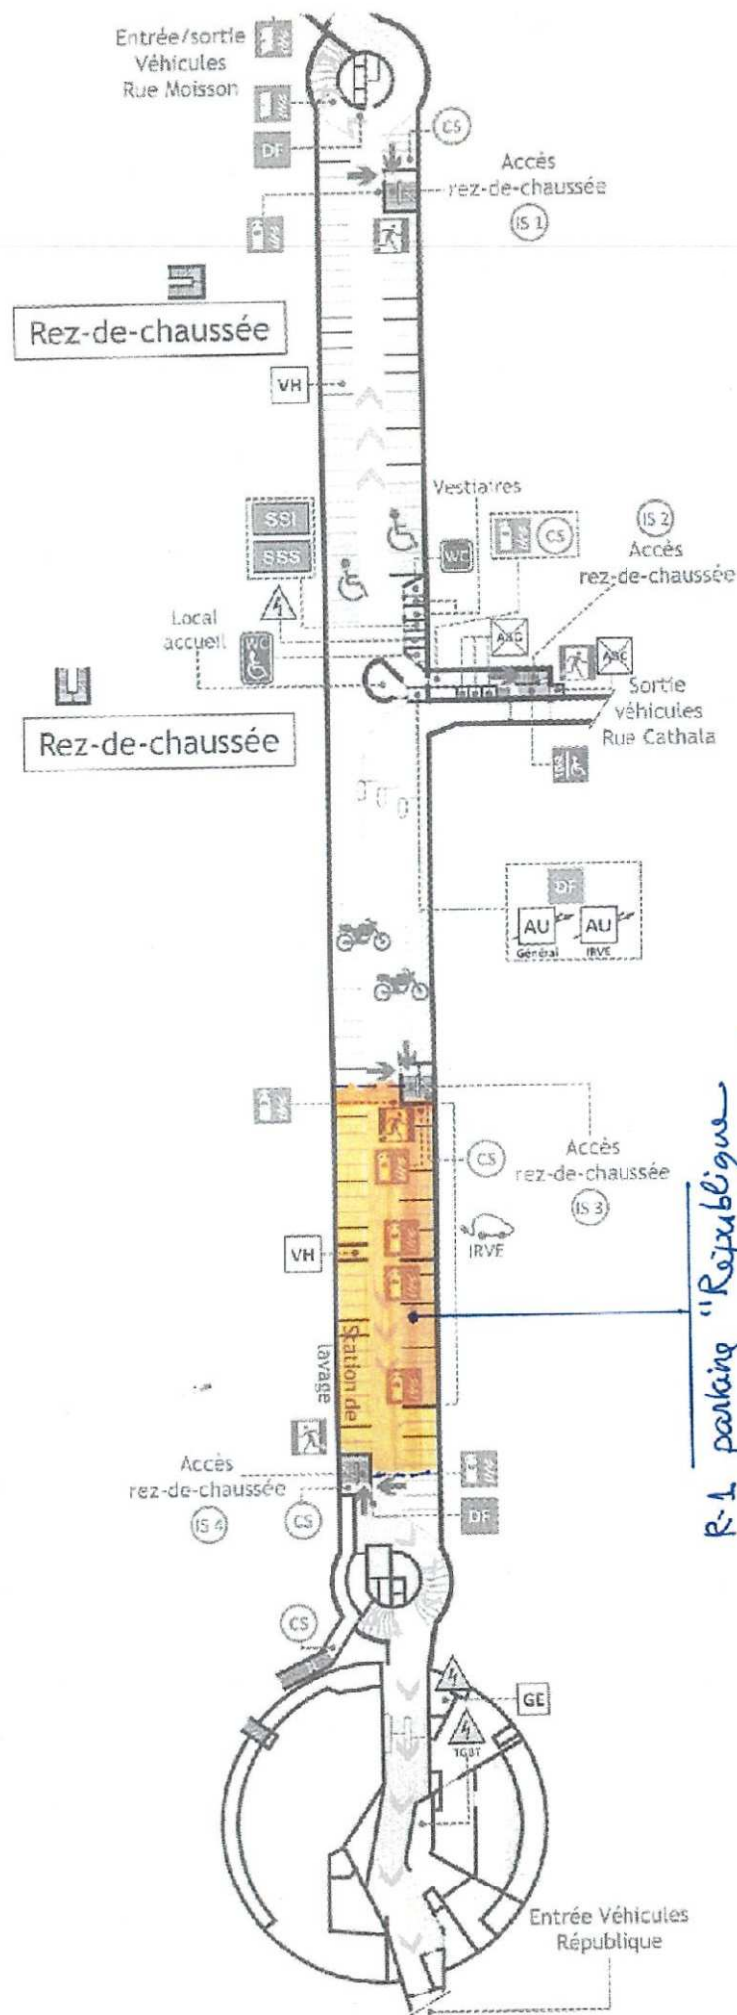 Entrée/sortie
Véhicules
Rue Moisson
DF
CS
Accès
rez-de-chaussée
IS 1
Rez-de-chaussée
VH
Vestiaires
SSI
SSS
CS
WC
IS 2
Accès
rez-de-chaussée
Local
accueil
WC
Sortie
véhicules
Rue Cathala
Rez-de-chaussée
DF
AU
AU
Général
IRVE
CS
Accès
rez-de-chaussée
IS 3
IRVE
VH
Station de
lavage
R-1 parking "République
Accès
rez-de-chaussée
IS 4
CS
DF
CS
GE
TGBT
Entrée Véhicules
République